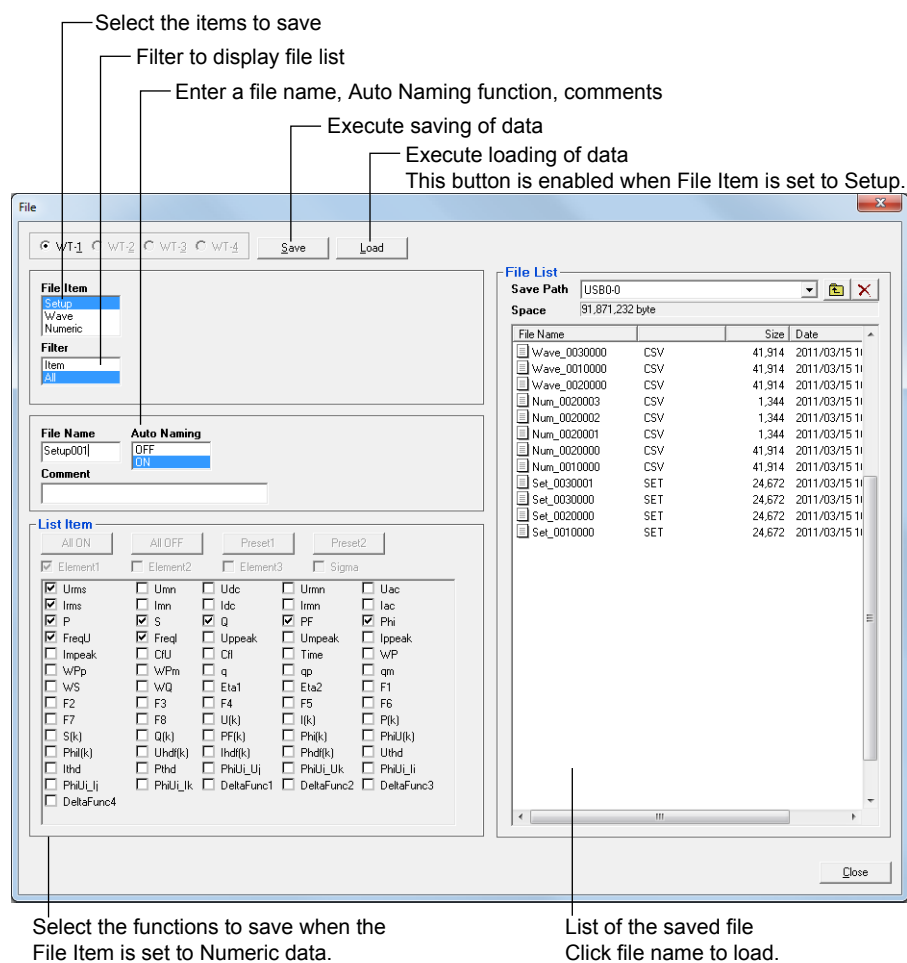 Select the items to save
Filter to display file list
Enter a file name, Auto Naming function, comments
Execute saving of data
Execute loading of data
This button is enabled when File Item is set to Setup.
File
WT-1 WT-2 WT-3 WT-4 Save Load
File Item
Setup
Wave
Numeric
Filter
Item
All
File Name Auto Naming
Setup001 OFF
ON
Comment
List Item
All ON All OFF Preset1 Preset2
Element1 Element2 Element3 Sigma
Urms Umn Udc Urmn Uac
Irms Imn Idc Irmn Iac
P S Q PF Phi
FreqU FreqI Uppeak Umpeak Ippeak
Impeak CfU CfI Time WP
WPp WPm q qp qm
WS WQ Eta1 Eta2 F1
F2 F3 F4 F5 F6
F7 F8 U(k) I(k) P(k)
S(k) Q(k) PF(k) Phi(k) PhiU(k)
PhiI(k) Uhdf(k) Ihdf(k) Phdf(k) Uthd
Ithd Pthd PhiUi_Uj PhiUi_Uk PhiUi_Ii
PhiUi_Ij PhiUi_Ik DeltaFunc1 DeltaFunc2 DeltaFunc3
DeltaFunc4
File List
Save Path USB0-0
Space 91,871,232 byte
File Name Size Date
Wave_0030000 CSV 41,914 2011/03/15 1
Wave_0010000 CSV 41,914 2011/03/15 1
Wave_0020000 CSV 41,914 2011/03/15 1
Num_0020003 CSV 1,344 2011/03/15 1
Num_0020002 CSV 1,344 2011/03/15 1
Num_0020001 CSV 1,344 2011/03/15 1
Num_0020000 CSV 41,914 2011/03/15 1
Num_0010000 CSV 41,914 2011/03/15 1
Set_0030001 SET 24,672 2011/03/15 1
Set_0030000 SET 24,672 2011/03/15 1
Set_0020000 SET 24,672 2011/03/15 1
Set_0010000 SET 24,672 2011/03/15 1
Close
Select the functions to save when the
File Item is set to Numeric data.
List of the saved file
Click file name to load.